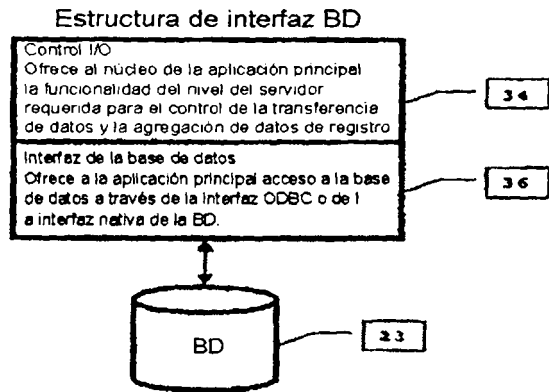 Estructura de interfaz BD
Control I/O
Ofrece al núcleo de la aplicación principal
la funcionalidad del nivel del servidor
requerida para el control de la transferencia
de datos y la agregación de datos de registro
34
Interfaz de la base de datos
Ofrece a la aplicación principal acceso a la base
de datos a través de la interfaz ODBC o de l
a interfaz nativa de la BD.
36
BD
23